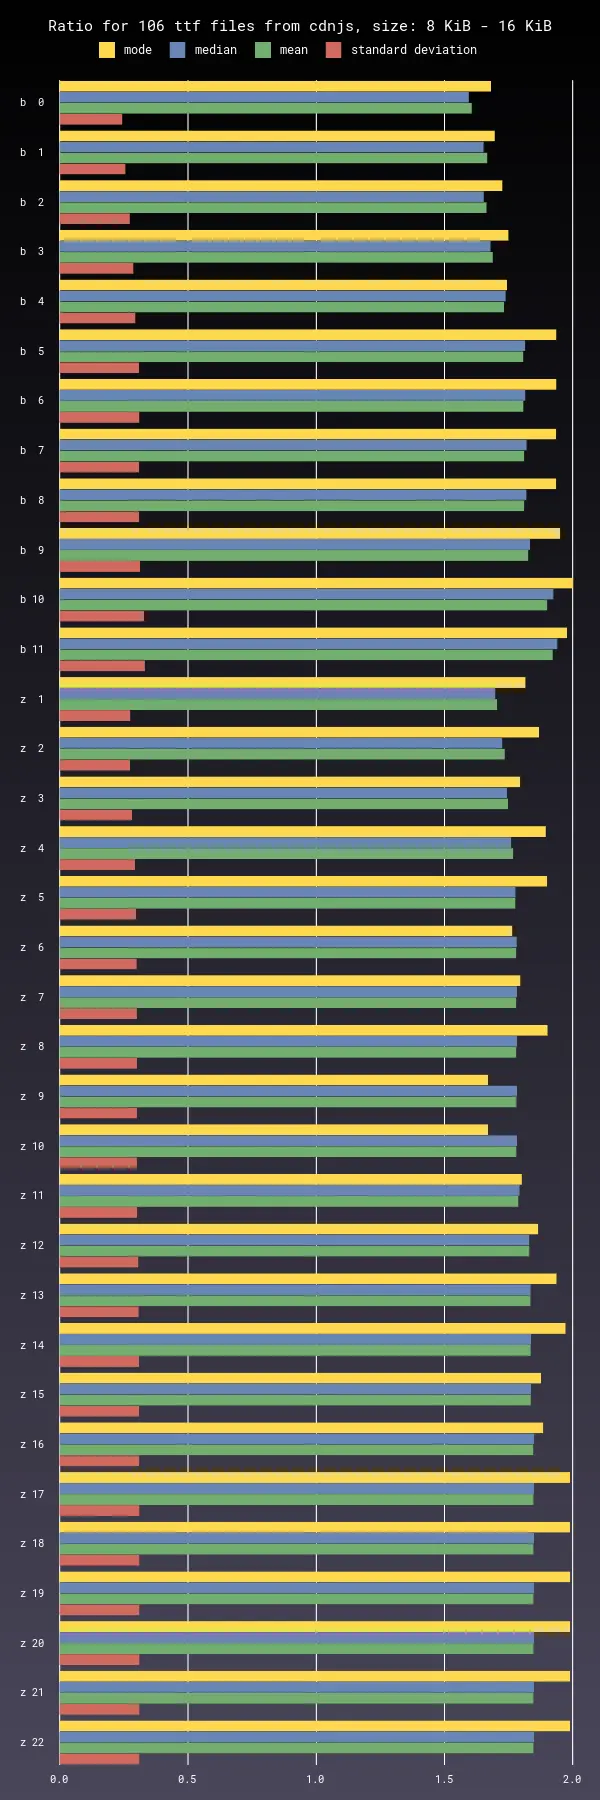 Ratio for 106 ttf files from cdnjs, size: 8 KiB - 16 KiB
mode median mean standard deviation
b 0
b 1
b 2
b 3
b 4
b 5
b 6
b 7
b 8
b 9
b 10
b 11
z 1
z 2
z 3
z 4
z 5
z 6
z 7
z 8
z 9
z 10
z 11
z 12
z 13
z 14
z 15
z 16
z 17
z 18
z 19
z 20
z 21
z 22
0.0 0.5 1.0 1.5 2.0